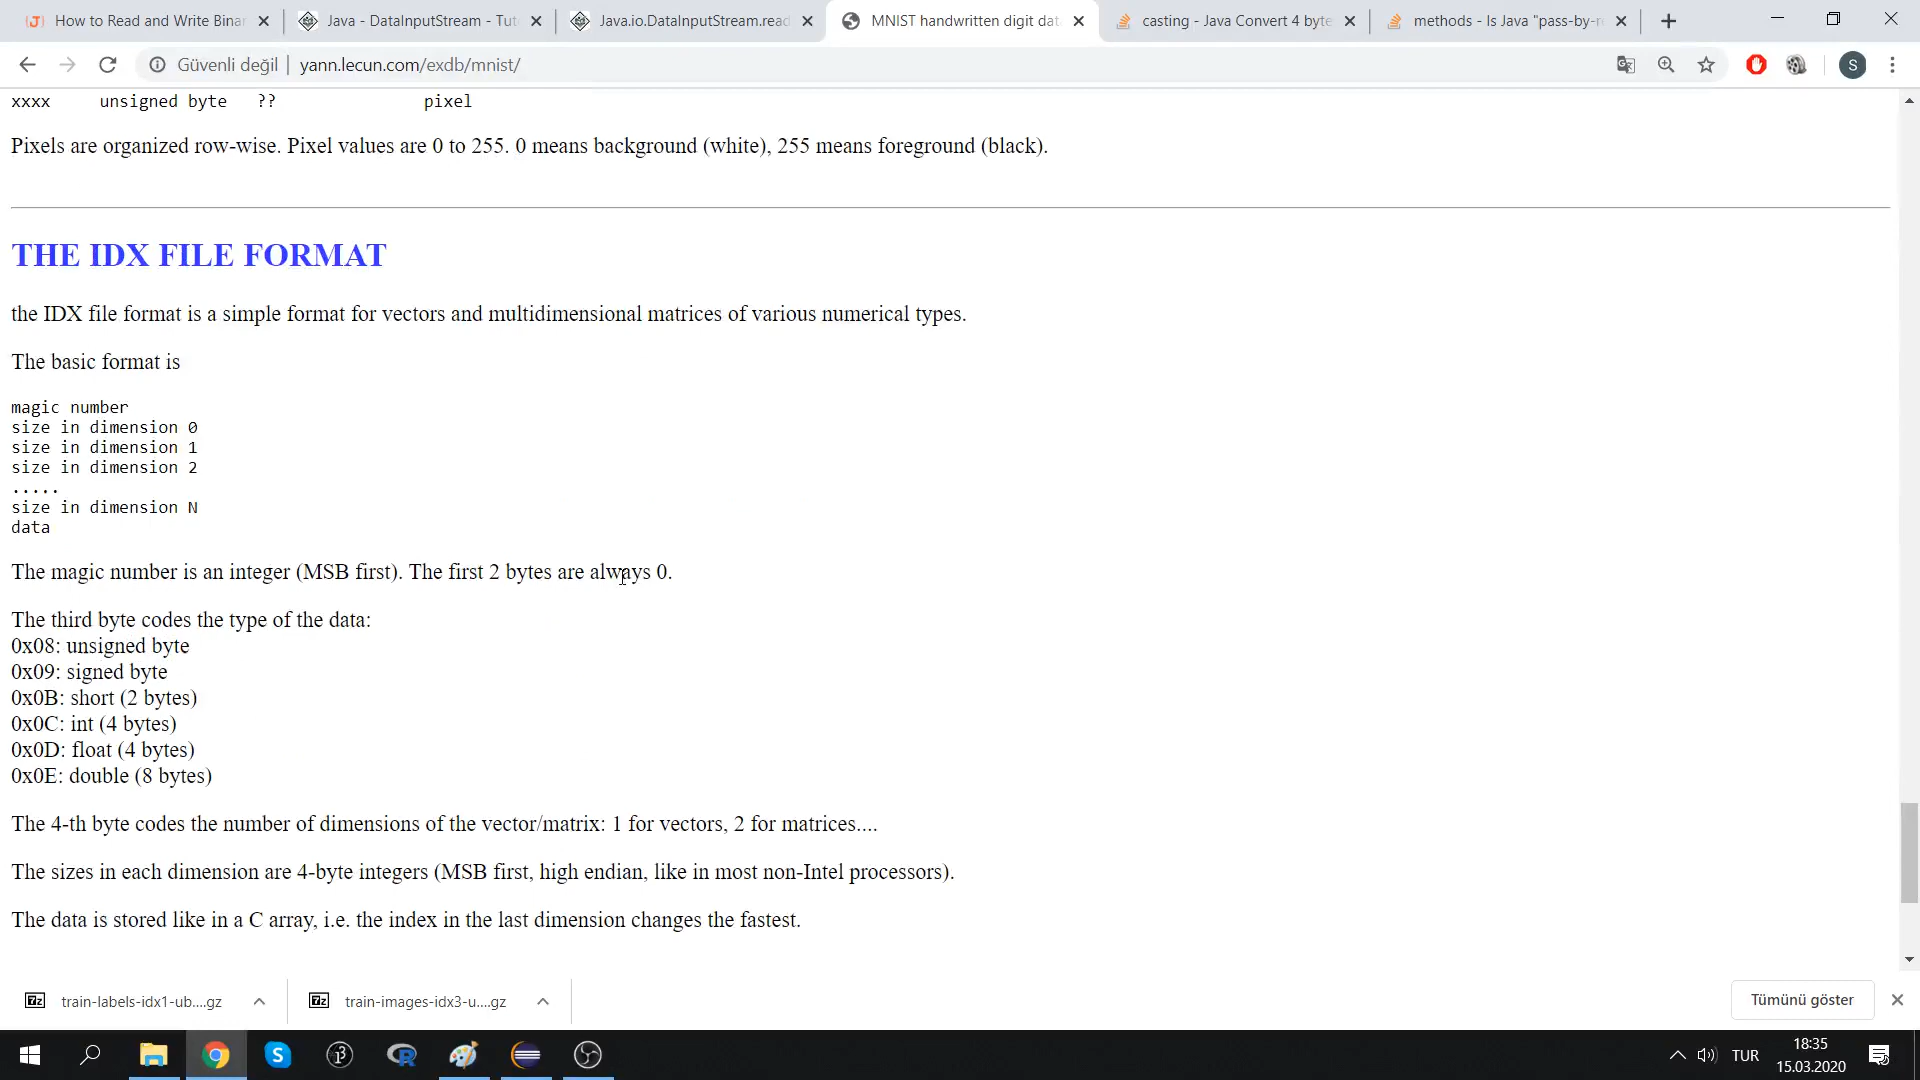 How to Read and Write Binar
Java - DataInputStream - Tut
Java.io.DataInputStream.read
MNIST handwritten digit dat
casting - Java Convert 4 byte
methods - Is Java "pass-by-re
Güvenli değil | yann.lecun.com/exdb/mnist/
S
xxxx unsigned byte ?? pixel
Pixels are organized row-wise. Pixel values are 0 to 255. 0 means background (white), 255 means foreground (black).
THE IDX FILE FORMAT
the IDX file format is a simple format for vectors and multidimensional matrices of various numerical types.
The basic format is
magic number
size in dimension 0
size in dimension 1
size in dimension 2
.....
size in dimension N
data
The magic number is an integer (MSB first). The first 2 bytes are always 0.
The third byte codes the type of the data:
0x08: unsigned byte
0x09: signed byte
0x0B: short (2 bytes)
0x0C: int (4 bytes)
0x0D: float (4 bytes)
0x0E: double (8 bytes)
The 4-th byte codes the number of dimensions of the vector/matrix: 1 for vectors, 2 for matrices....
The sizes in each dimension are 4-byte integers (MSB first, high endian, like in most non-Intel processors).
The data is stored like in a C array, i.e. the index in the last dimension changes the fastest.
train-labels-idx1-ub....gz
train-images-idx3-u....gz
Tümünü göster
TUR
18:35
15.03.2020